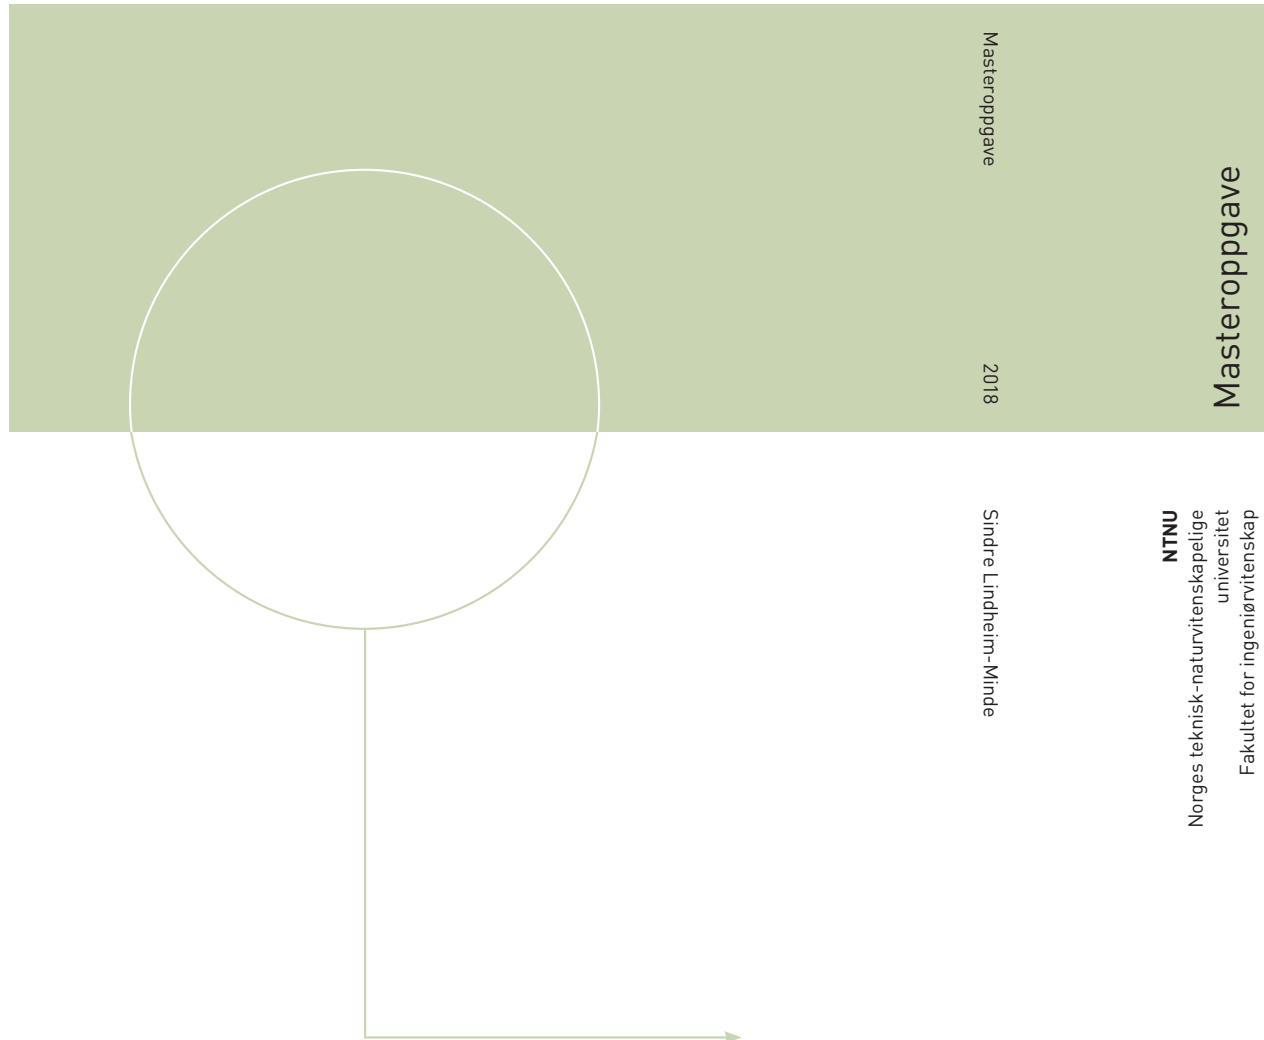 Masteroppgave
2018
Sindre Lindheim-Minde
Masteroppgave
NTNU
Norges teknisk-naturvitenskapelige
universitet
Fakultet for ingeniørvitenskap